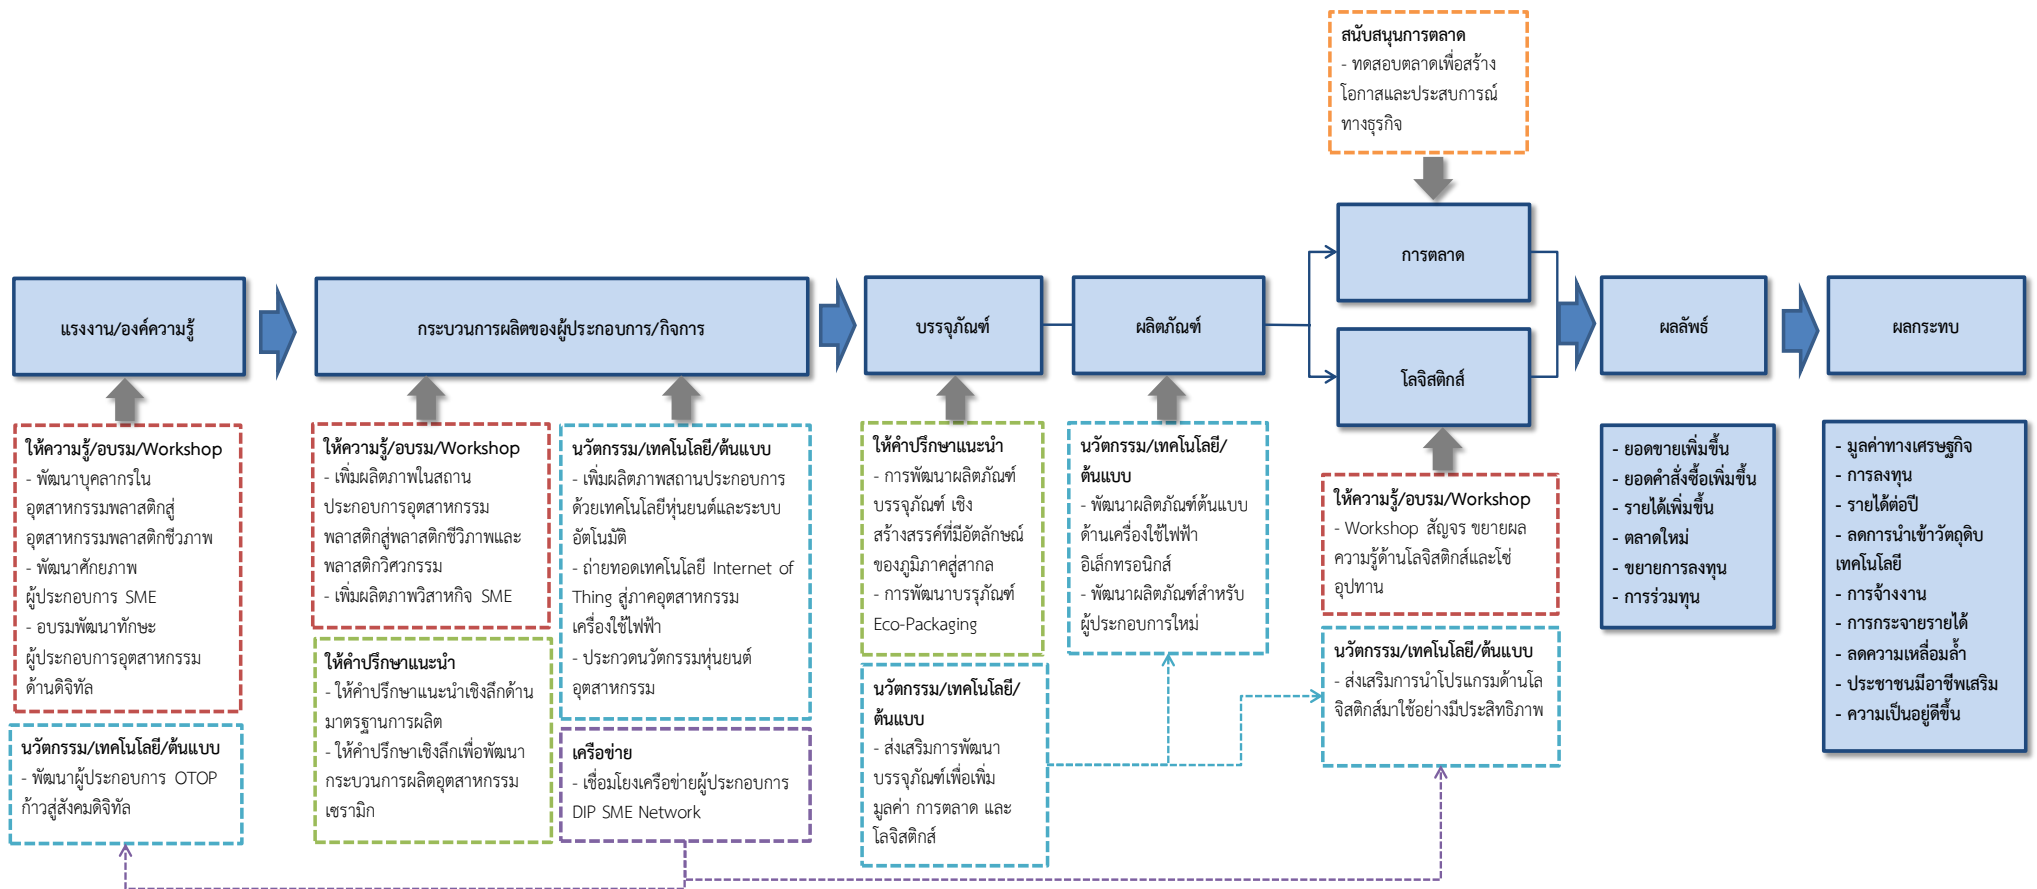 สนับสนุนการตลาด
- ทดสอบตลาดเพื่อสร้าง
โอกาสและประสบการณ์
ทางธุรกิจ
แรงงาน/องค์ความรู้
กระบวนการผลิตของผู้ประกอบการ/กิจการ
บรรจุภัณฑ์
ผลิตภัณฑ์
การตลาด
โลจิสติกส์
ผลลัพธ์
ผลกระทบ
ให้ความรู้/อบรม/Workshop
- พัฒนาบุคลากรใน
อุตสาหกรรมพลาสติกสู่
อุตสาหกรรมพลาสติกชีวภาพ
- พัฒนาศักยภาพ
ผู้ประกอบการ SME
- อบรมพัฒนาทักษะ
ผู้ประกอบการอุตสาหกรรม
ด้านดิจิทัล
นวัตกรรม/เทคโนโลยี/ต้นแบบ
- พัฒนาผู้ประกอบการ OTOP
ก้าวสู่สังคมดิจิทัล
ให้ความรู้/อบรม/Workshop
- เพิ่มผลิตภาพในสถาน
ประกอบการอุตสาหกรรม
พลาสติกสู่พลาสติกชีวิภาพและ
พลาสติกวิศวกรรม
- เพิ่มผลิตภาพวิสาหกิจ SME
ให้คำปรึกษาแนะนำ
- ให้คำปรึกษาแนะนำเชิงลึกด้าน
มาตรฐานการผลิต
- ให้คำปรึกษาเชิงลึกเพื่อพัฒนา
กระบวนการผลิตอุตสาหกรรม
เซรามิก
นวัตกรรม/เทคโนโลยี/ต้นแบบ
- เพิ่มผลิตภาพสถานประกอบการ
ด้วยเทคโนโลยีหุ่นยนต์และระบบ
อัตโนมัติ
- ถ่ายทอดเทคโนโลยี Internet of
Thing สู่ภาคอุตสาหกรรม
เครื่องใช้ไฟฟ้า
- ประกวดนวัตกรรมหุ่นยนต์
อุตสาหกรรม
เครือข่าย
- เชื่อมโยงเครือข่ายผู้ประกอบการ
DIP SME Network
ให้คำปรึกษาแนะนำ
- การพัฒนาผลิตภัณฑ์
บรรจุภัณฑ์ เชิง
สร้างสรรค์ที่มีอัตลักษณ์
ของภูมิภาคสู่สากล
- การพัฒนาบรรุภัณฑ์
Eco-Packaging
นวัตกรรม/เทคโนโลยี/
ต้นแบบ
- ส่งเสริมการพัฒนา
บรรจุภัณฑ์เพื่อเพิ่ม
มูลค่า การตลาด และ
โลจิสติกส์
นวัตกรรม/เทคโนโลยี/
ต้นแบบ
- พัฒนาผลิตภัณฑ์ต้นแบบ
ด้านเครื่องใช้ไฟฟ้า
อิเล็กทรอนิกส์
- พัฒนาผลิตภัณฑ์สำหรับ
ผู้ประกอบการใหม่
ให้ความรู้/อบรม/Workshop
- Workshop สัญจร ขยายผล
ความรู้ด้านโลจิสติกส์และโซ่
อุปทาน
นวัตกรรม/เทคโนโลยี/ต้นแบบ
- ส่งเสริมการนำโปรแกรมด้านโล
จิสติกส์มาใช้อย่างมีประสิทธิภาพ
- ยอดขายเพิ่มขึ้น
- ยอดคำสั่งซื้อเพิ่มขึ้น
- รายได้เพิ่มขึ้น
- ตลาดใหม่
- ขยายการลงทุน
- การร่วมทุน
- มูลค่าทางเศรษฐกิจ
- การลงทุน
- รายได้ต่อปี
- ลดการนำเข้าวัตถุดิบ
เทคโนโลยี
- การจ้างงาน
- การกระจายรายได้
- ลดความเหลื่อมล้ำ
- ประชาชนมีอาชีพเสริม
- ความเป็นอยู่ดีขึ้น